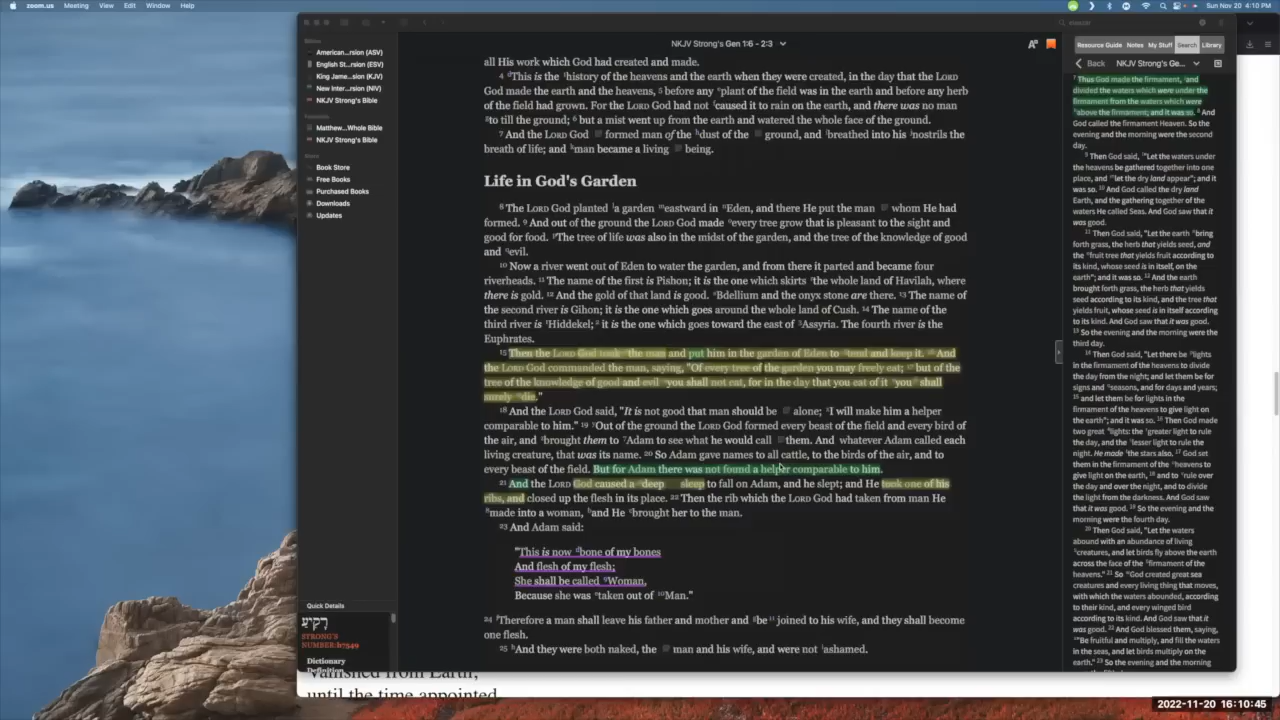 zoom.us Meeting View Edit Window Help
Sun Nov 20 4:10 PM
Bibles
American...rsion (ASV)
English St...rsion (ESV)
King Jame...rsion (KJV)
New Inter...rsion (NIV)
NKJV Strong's Bible
Matthew...Whole Bible
NKJV Strong's Bible
Store
Book Store
Free Books
Purchased Books
Downloads
Updates
Quick Details
רָקִיעַ
STRONG'S
NUMBER:h7549
Dictionary
Definition
vanished from Earth,
until the time appointed
NKJV Strong's Gen 1:6 - 2:3
all His work which God had created and made.
4 This is the history of the heavens and the earth when they were created, in the day that the LORD
God made the earth and the heavens, 5 before any plant of the field was in the earth and before any herb
of the field had grown. For the LORD God had not caused it to rain on the earth, and there was no man
to till the ground; 6 but a mist went up from the earth and watered the whole face of the ground.
7 And the LORD God formed man of the dust of the ground, and breathed into his nostrils the
breath of life; and man became a living being.
Life in God's Garden
8 The LORD God planted a garden eastward in Eden, and there He put the man whom He had
formed. 9 And out of the ground the LORD God made every tree grow that is pleasant to the sight and
good for food. The tree of life was also in the midst of the garden, and the tree of the knowledge of good
and evil.
10 Now a river went out of Eden to water the garden, and from there it parted and became four
riverheads. 11 The name of the first is Pishon; it is the one which skirts the whole land of Havilah, where
there is gold. 12 And the gold of that land is good. Bdellium and the onyx stone are there. 13 The name of
the second river is Gihon; it is the one which goes around the whole land of Cush. 14 The name of the
third river is Hiddekel; it is the one which goes toward the east of Assyria. The fourth river is the
Euphrates.
15 Then the LORD God took the man and put him in the garden of Eden to tend and keep it. 16 And
the LORD God commanded the man, saying, "Of every tree of the garden you may freely eat; 17 but of the
tree of the knowledge of good and evil you shall not eat, for in the day that you eat of it you shall
surely die."
18 And the LORD God said, "It is not good that man should be alone; I will make him a helper
comparable to him." 19 Out of the ground the LORD God formed every beast of the field and every bird of
the air, and brought them to Adam to see what he would call them. And whatever Adam called each
living creature, that was its name. 20 So Adam gave names to all cattle, to the birds of the air, and to
every beast of the field. But for Adam there was not found a helper comparable to him.
21 And the LORD God caused a deep sleep to fall on Adam, and he slept; and He took one of his
ribs, and closed up the flesh in its place. 22 Then the rib which the LORD God had taken from man He
made into a woman, and He brought her to the man.
23 And Adam said:
"This is now bone of my bones
And flesh of my flesh;
She shall be called Woman,
Because she was taken out of Man."
24 Therefore a man shall leave his father and mother and be joined to his wife, and they shall become
one flesh.
25 And they were both naked, the man and his wife, and were not ashamed.
Resource Guide Notes My Stuff Search Library
Back NKJV Strong's Ge...
7 Thus God made the firmament, and
divided the waters which were under the
firmament from the waters which were
above the firmament; and it was so. 8 And
God called the firmament Heaven. So the
evening and the morning were the second
day.
9 Then God said, "Let the waters under
the heavens be gathered together into one
place, and let the dry land appear"; and it
was so. 10 And God called the dry land
Earth, and the gathering together of the
waters He called Seas. And God saw that it
was good.
11 Then God said, "Let the earth bring
forth grass, the herb that yields seed, and
the fruit tree that yields fruit according to
its kind, whose seed is in itself, on the
earth"; and it was so. 12 And the earth
brought forth grass, the herb that yields
seed according to its kind, and the tree that
yields fruit, whose seed is in itself according
to its kind. And God saw that it was good.
13 So the evening and the morning were the
third day.
14 Then God said, "Let there be lights
in the firmament of the heavens to divide
the day from the night; and let them be for
signs and seasons, and for days and years;
15 and let them be for lights in the
firmament of the heavens to give light on
the earth"; and it was so. 16 Then God made
two great lights: the greater light to rule
the day, and the lesser light to rule the
night. He made the stars also. 17 God set
them in the firmament of the heavens to
give light on the earth, 18 and to rule over
the day and over the night, and to divide
the light from the darkness. And God saw
that it was good. 19 So the evening and the
morning were the fourth day.
20 Then God said, "Let the waters
abound with an abundance of living
creatures, and let birds fly above the earth
across the face of the firmament of the
heavens." 21 So God created great sea
creatures and every living thing that moves,
with which the waters abounded, according
to their kind, and every winged bird
according to its kind. And God saw that it
was good. 22 And God blessed them, saying,
"Be fruitful and multiply, and fill the waters
in the seas, and let birds multiply on the
earth." 23 So the evening and the morning
2022-11-20 16:10:45